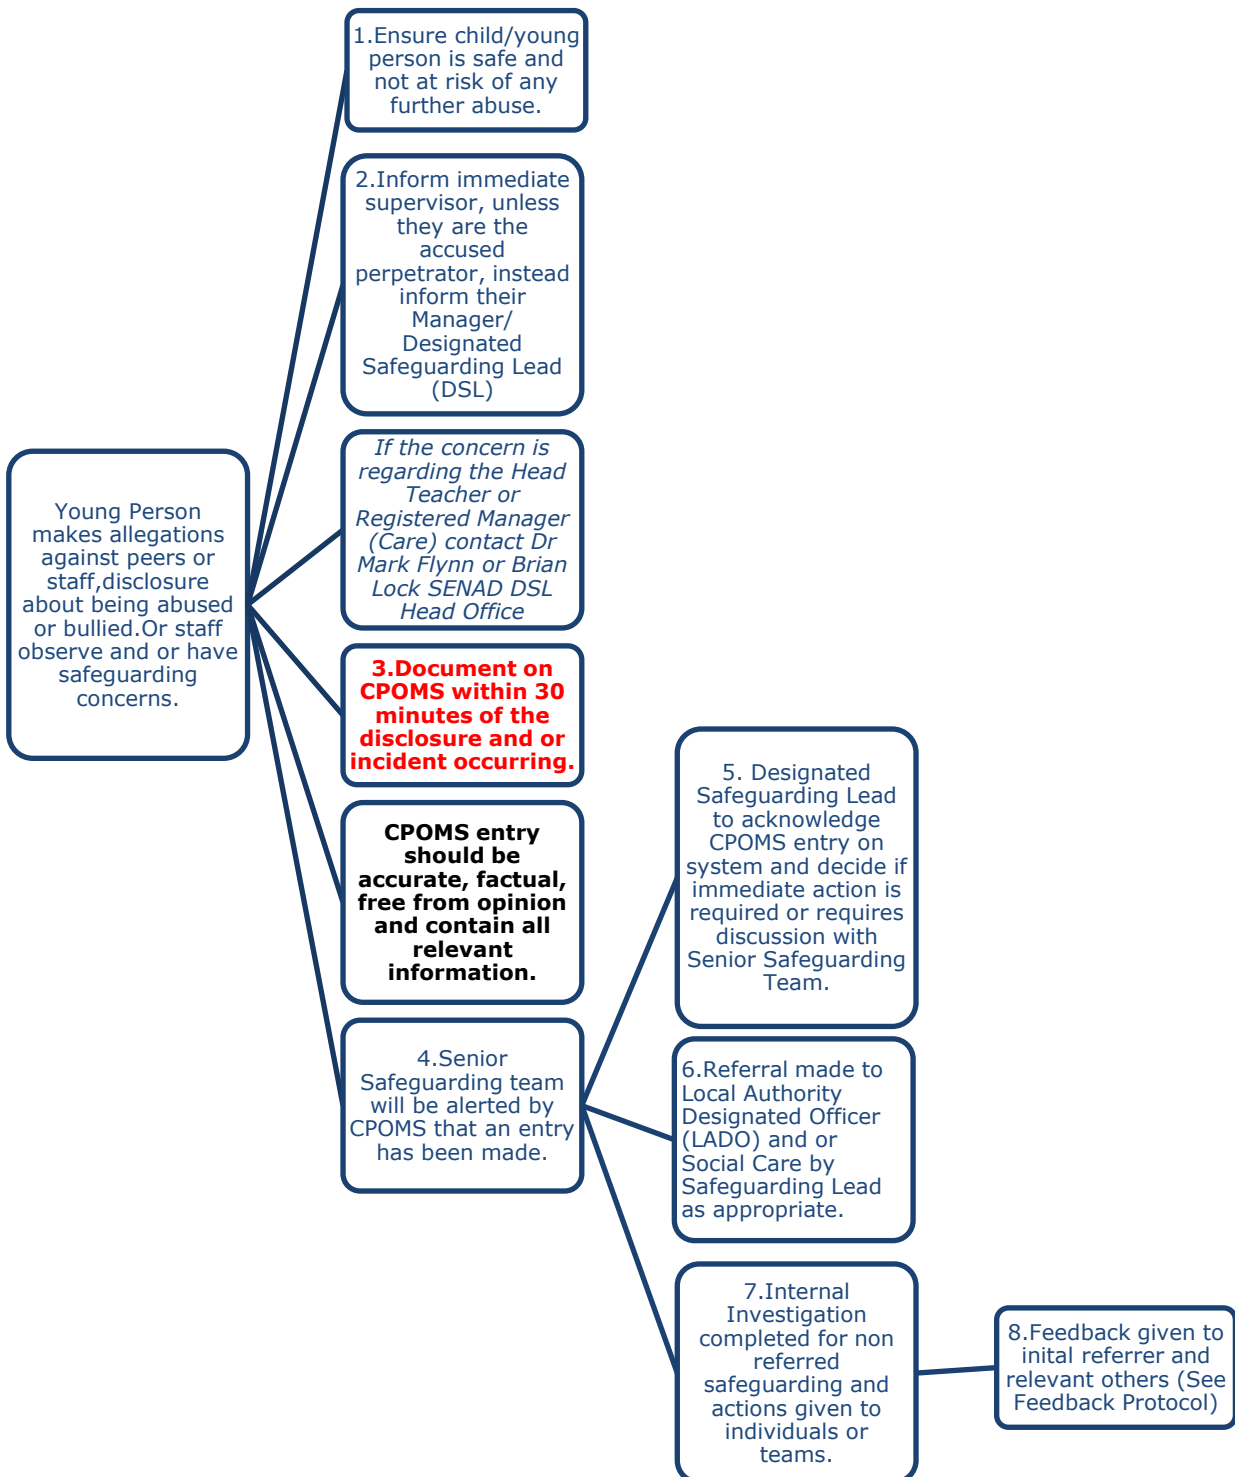 Young Person
makes allegations
against peers or
staff,disclosure
about being abused
or bullied.Or staff
observe and or have
safeguarding
concerns.
1.Ensure child/young
person is safe and
not at risk of any
further abuse.
2.Inform immediate
supervisor, unless
they are the
accused
perpetrator, instead
inform their
Manager/
Designated
Safeguarding Lead
(DSL)
If the concern is
regarding the Head
Teacher or
Registered Manager
(Care) contact Dr
Mark Flynn or Brian
Lock SENAD DSL
Head Office
3.Document on
CPOMS within 30
minutes of the
disclosure and or
incident occurring.
CPOMS entry
should be
accurate, factual,
free from opinion
and contain all
relevant
information.
4.Senior
Safeguarding team
will be alerted by
CPOMS that an entry
has been made.
5. Designated
Safeguarding Lead
to acknowledge
CPOMS entry on
system and decide if
immediate action is
required or requires
discussion with
Senior Safeguarding
Team.
6.Referral made to
Local Authority
Designated Officer
(LADO) and or
Social Care by
Safeguarding Lead
as appropriate.
7.Internal
Investigation
completed for non
referred
safeguarding and
actions given to
individuals or
teams.
8.Feedback given to
inital referrer and
relevant others (See
Feedback Protocol)